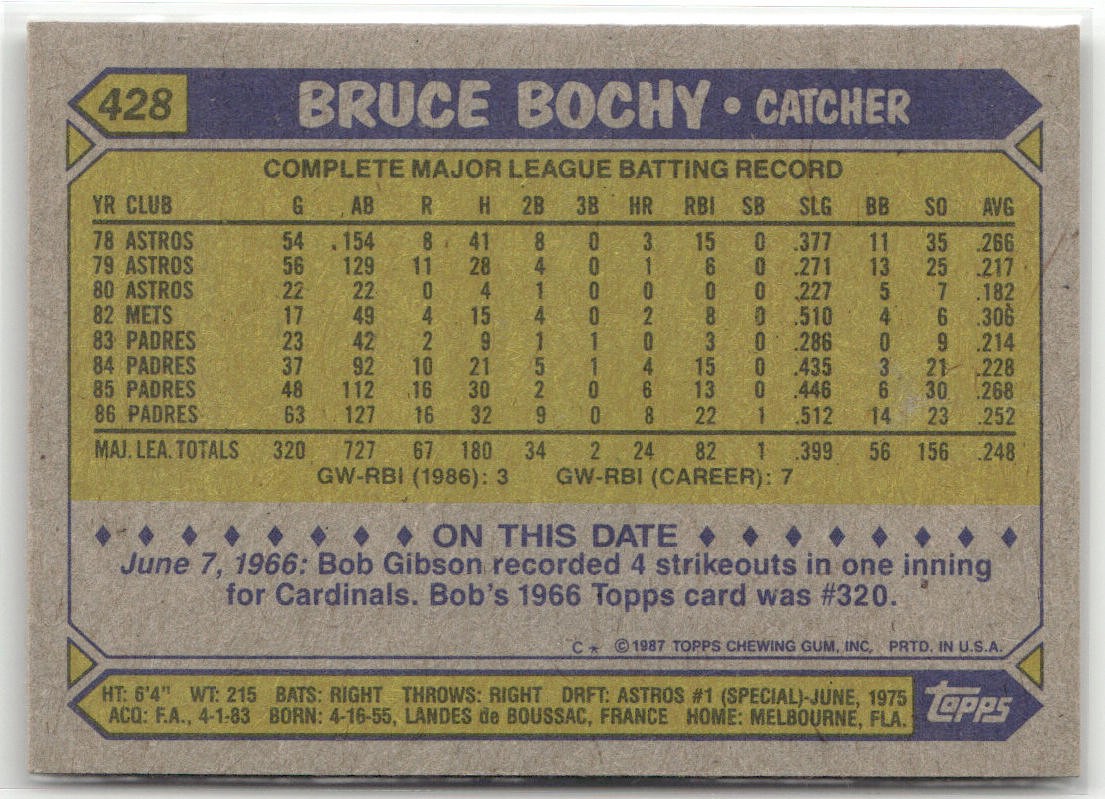 428 BRUCE BOCHY • CATCHER
COMPLETE MAJOR LEAGUE BATTING RECORD
YR CLUB G AB R H 2B 3B HR RBI SB SLG BB SO AVG
78 ASTROS 54 154 8 41 8 0 3 15 0 .377 11 35 .266
79 ASTROS 56 129 11 28 4 0 1 6 0 .271 13 25 .217
80 ASTROS 22 22 0 4 1 0 0 0 0 .227 5 7 .182
82 METS 17 49 4 15 4 0 2 8 0 .510 4 6 .306
83 PADRES 23 42 2 9 1 1 0 3 0 .286 0 9 .214
84 PADRES 37 92 10 21 5 1 4 15 0 .435 3 21 .228
85 PADRES 48 112 16 30 2 0 6 13 0 .446 6 30 .268
86 PADRES 63 127 16 32 9 0 8 22 1 .512 14 23 .252
MAJ. LEA. TOTALS 320 727 67 180 34 2 24 82 1 .399 56 156 .248
GW-RBI (1986): 3 GW-RBI (CAREER): 7
ON THIS DATE
June 7, 1966: Bob Gibson recorded 4 strikeouts in one inning
for Cardinals. Bob's 1966 Topps card was #320.
C * ©1987 TOPPS CHEWING GUM, INC. PRTD. IN U.S.A.
HT: 6'4" WT: 215 BATS: RIGHT THROWS: RIGHT DRFT: ASTROS #1 (SPECIAL)-JUNE, 1975
ACQ: F.A., 4-1-83 BORN: 4-16-55, LANDES de BOUSSAC, FRANCE HOME: MELBOURNE, FLA.
topps